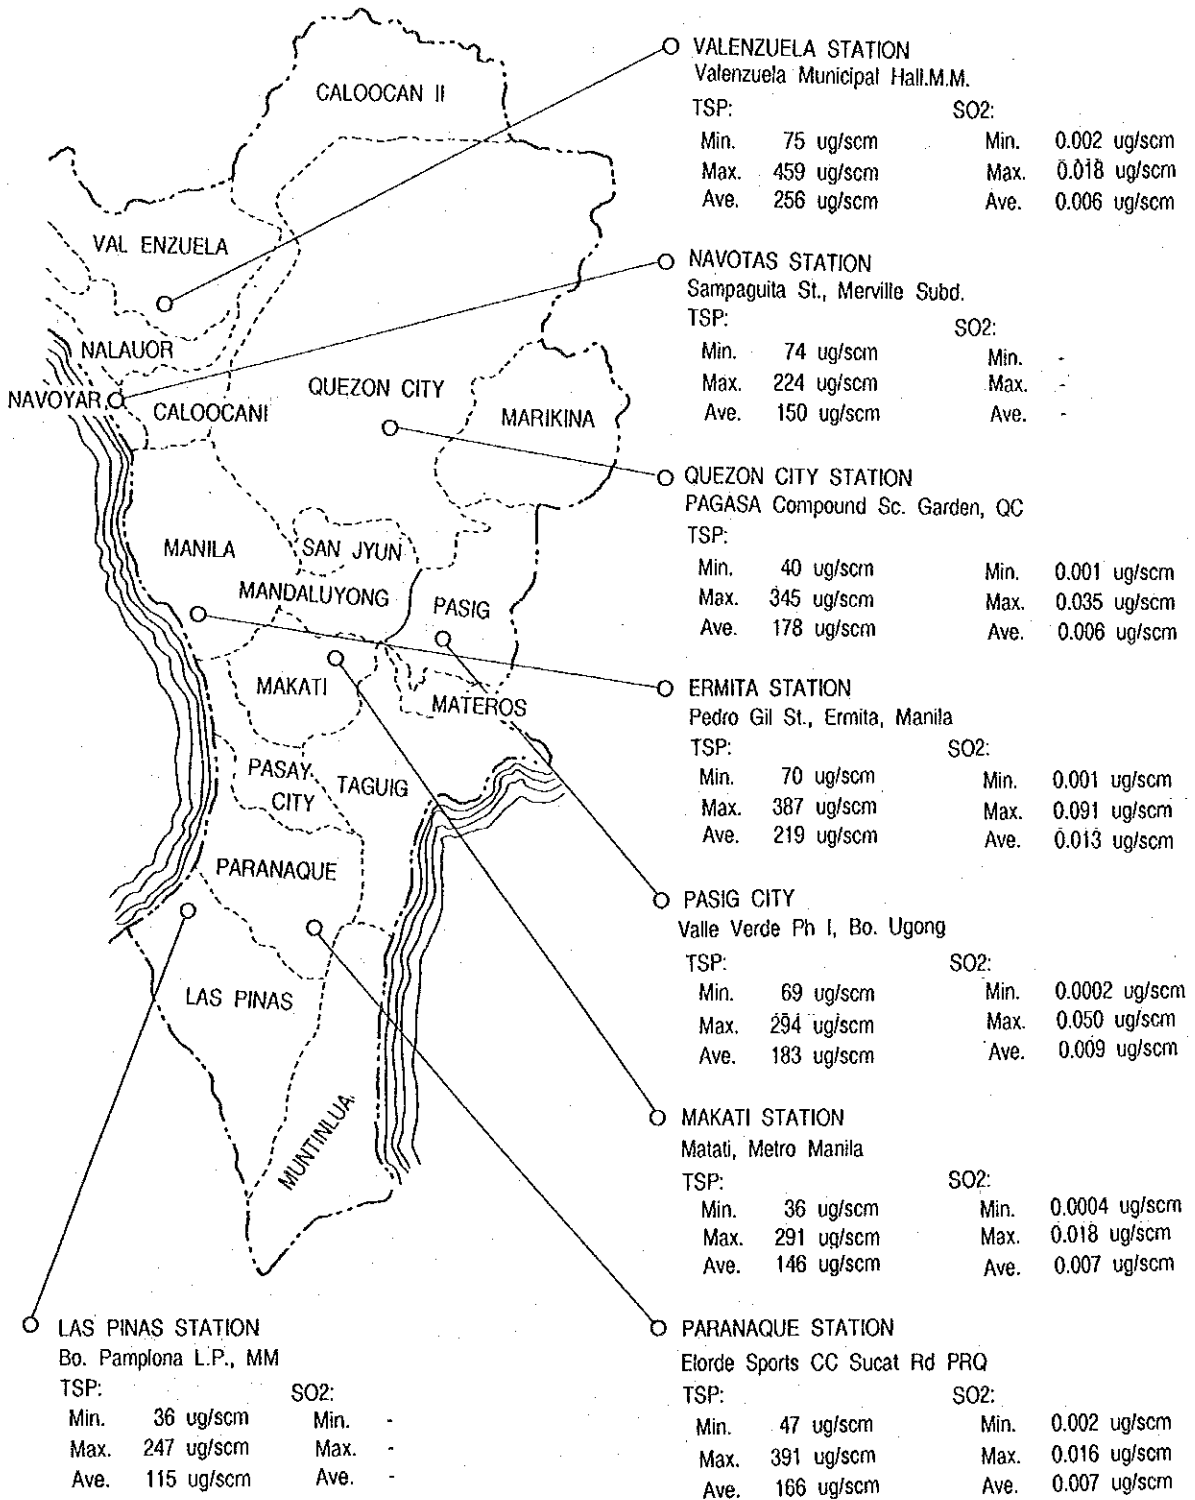 CALOOCAN II
VAL ENZUELA
NALAUOR
NAVOYAR
CALOOCANI
QUEZON CITY
MARIKINA
MANILA
SAN JYUN
MANDALUYONG
PASIG
MAKATI
MATEROS
PASAY
CITY
TAGUIG
PARANAQUE
LAS PINAS
MUNTINLUA
VALENZUELA STATION
Valenzuela Municipal Hall.M.M.
TSP: SO2:
Min. 75 ug/scm Min. 0.002 ug/scm
Max. 459 ug/scm Max. 0.018 ug/scm
Ave. 256 ug/scm Ave. 0.006 ug/scm
NAVOTAS STATION
Sampaguita St., Merville Subd.
TSP: SO2:
Min. 74 ug/scm Min. -
Max. 224 ug/scm Max. -
Ave. 150 ug/scm Ave. -
QUEZON CITY STATION
PAGASA Compound Sc. Garden, QC
TSP:
Min. 40 ug/scm Min. 0.001 ug/scm
Max. 345 ug/scm Max. 0.035 ug/scm
Ave. 178 ug/scm Ave. 0.006 ug/scm
ERMITA STATION
Pedro Gil St., Ermita, Manila
TSP: SO2:
Min. 70 ug/scm Min. 0.001 ug/scm
Max. 387 ug/scm Max. 0.091 ug/scm
Ave. 219 ug/scm Ave. 0.013 ug/scm
PASIG CITY
Valle Verde Ph I, Bo. Ugong
TSP: SO2:
Min. 69 ug/scm Min. 0.0002 ug/scm
Max. 294 ug/scm Max. 0.050 ug/scm
Ave. 183 ug/scm Ave. 0.009 ug/scm
MAKATI STATION
Matati, Metro Manila
TSP: SO2:
Min. 36 ug/scm Min. 0.0004 ug/scm
Max. 291 ug/scm Max. 0.018 ug/scm
Ave. 146 ug/scm Ave. 0.007 ug/scm
PARANAQUE STATION
Elorde Sports CC Sucat Rd PRQ
TSP: SO2:
Min. 47 ug/scm Min. 0.002 ug/scm
Max. 391 ug/scm Max. 0.016 ug/scm
Ave. 166 ug/scm Ave. 0.007 ug/scm
LAS PINAS STATION
Bo. Pamplona L.P., MM
TSP: SO2:
Min. 36 ug/scm Min. -
Max. 247 ug/scm Max. -
Ave. 115 ug/scm Ave. -